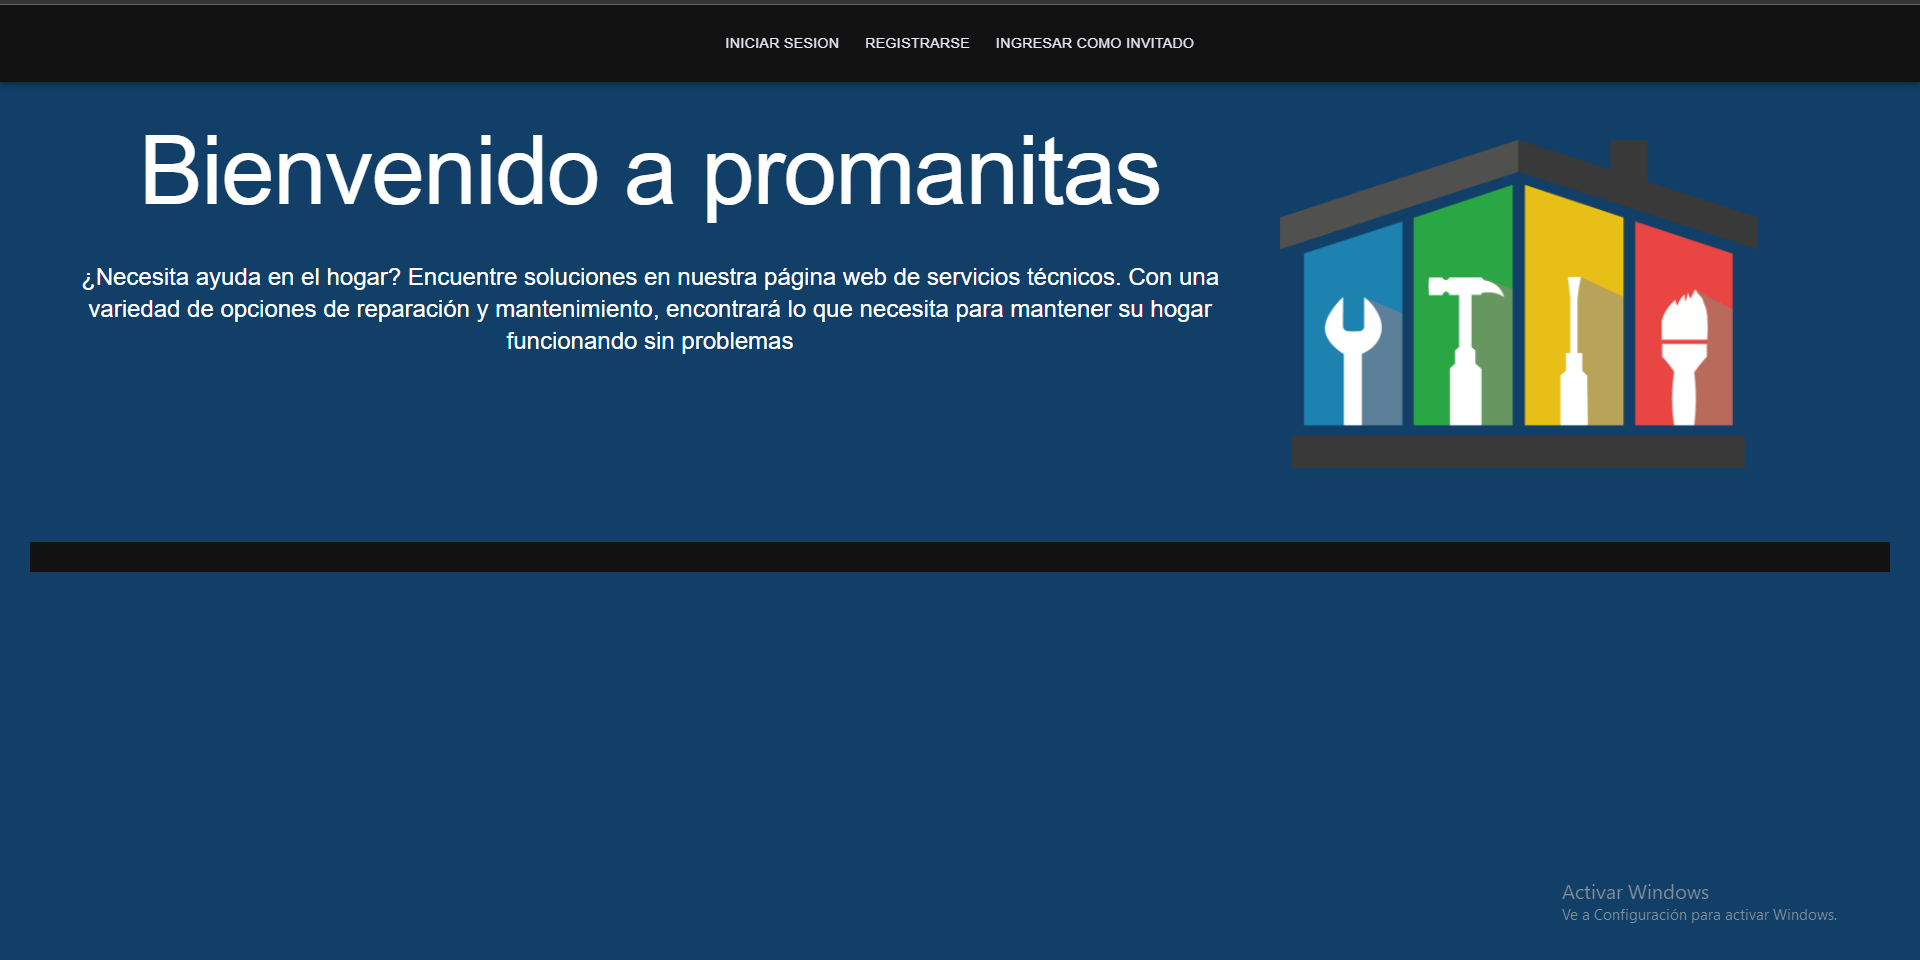 INICIAR SESION REGISTRARSE INGRESAR COMO INVITADO
Bienvenido a promanitas
¿Necesita ayuda en el hogar? Encuentre soluciones en nuestra página web de servicios técnicos. Con una
variedad de opciones de reparación y mantenimiento, encontrará lo que necesita para mantener su hogar
funcionando sin problemas
Activar Windows
Ve a Configuración para activar Windows.